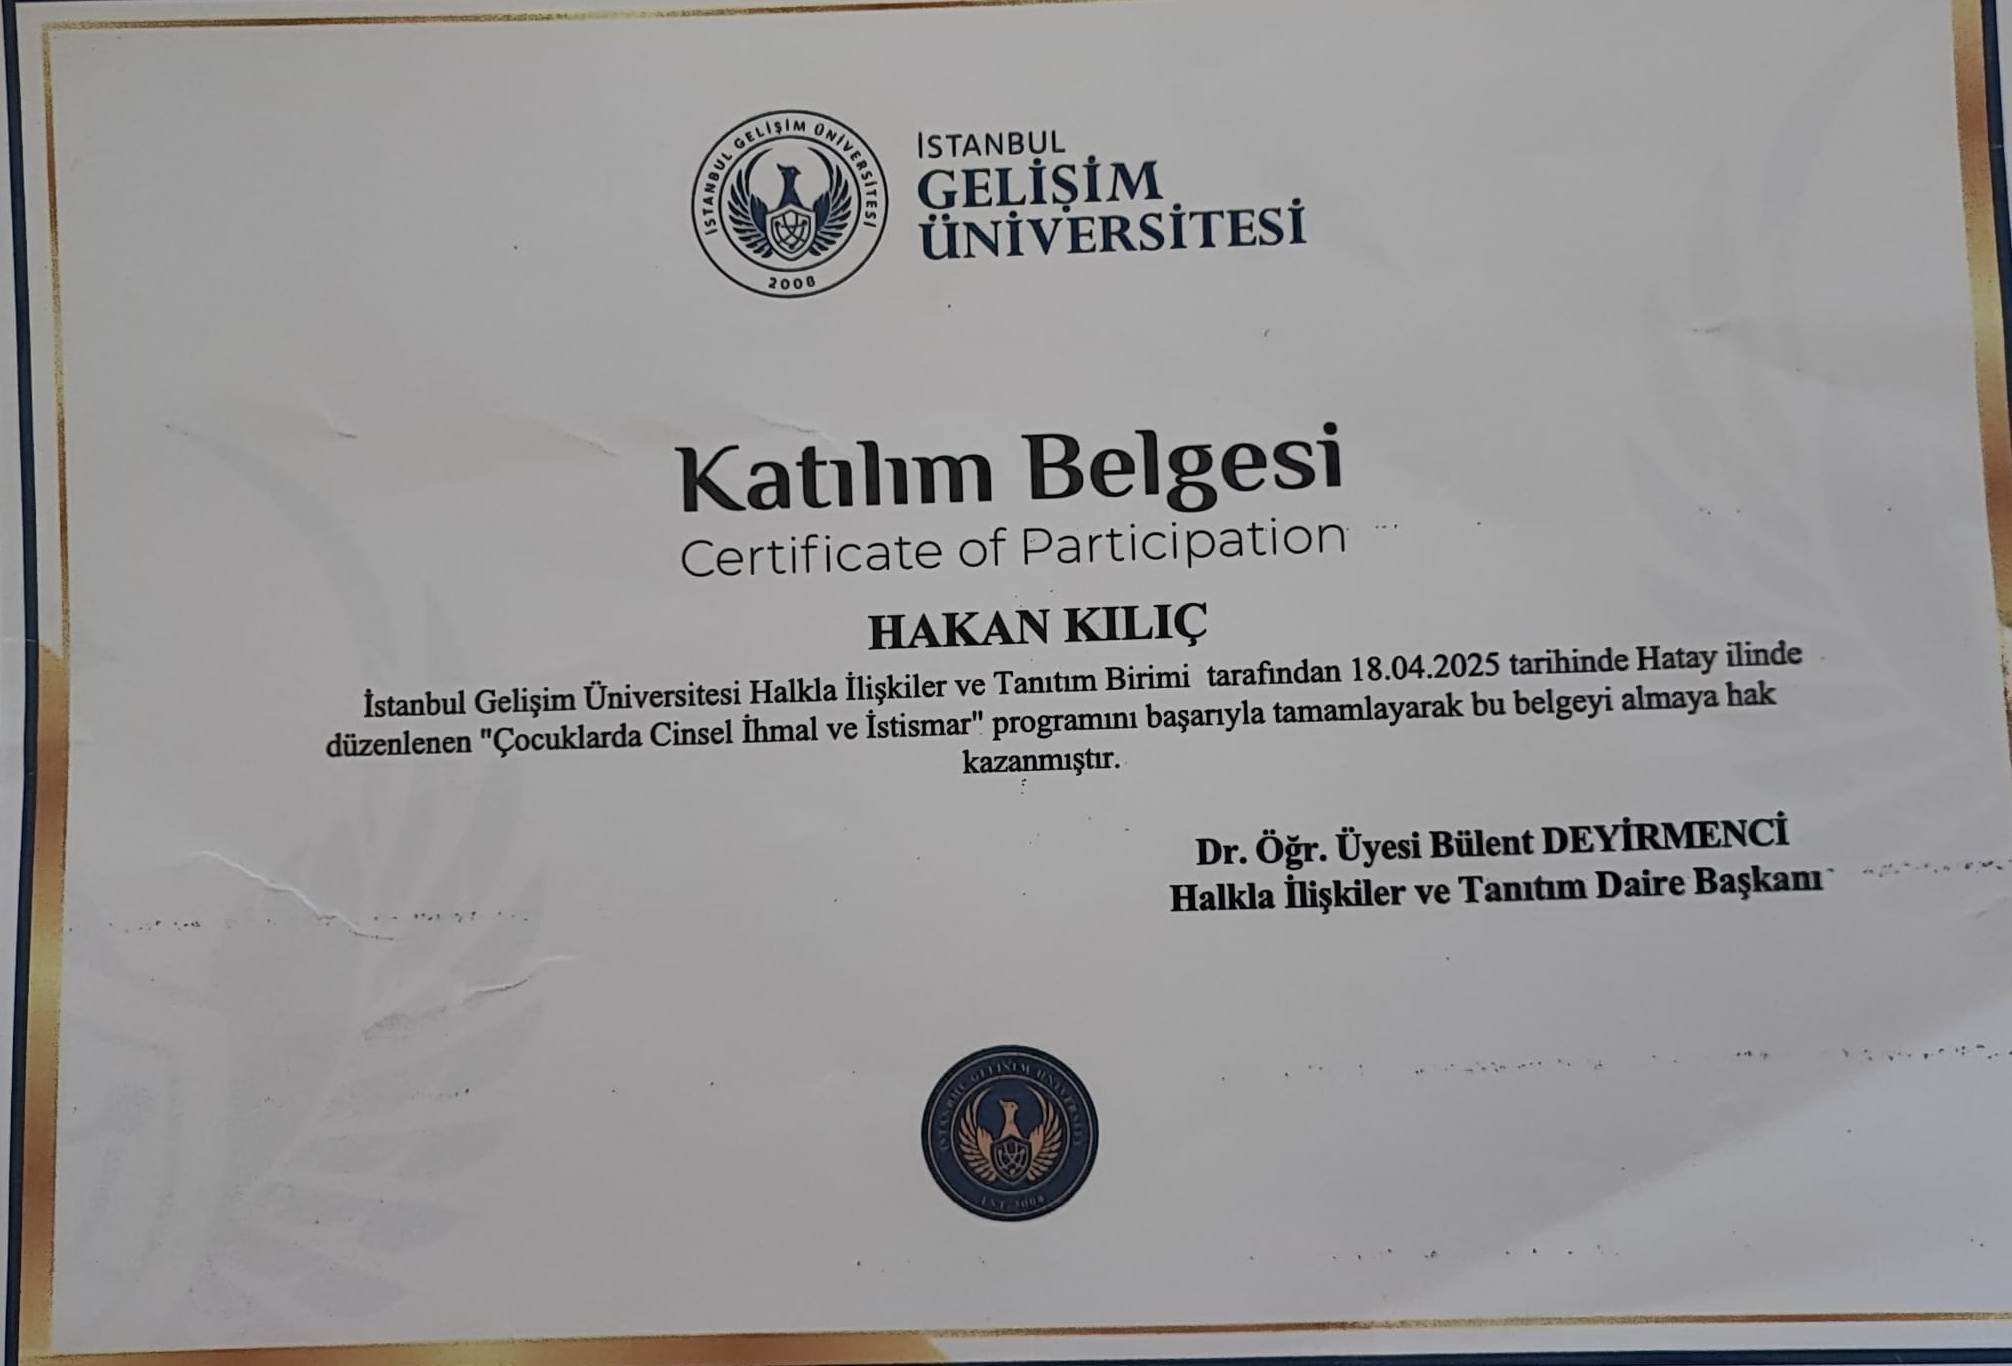 İSTANBUL GELİŞİM ÜNİVERSİTESİ
2008
İSTANBUL
GELİŞİM
ÜNİVERSİTESİ
Katılım Belgesi
Certificate of Participation
HAKAN KILIÇ
İstanbul Gelişim Üniversitesi Halkla İlişkiler ve Tanıtım Birimi tarafından 18.04.2025 tarihinde Hatay ilinde
düzenlenen "Çocuklarda Cinsel İhmal ve İstismar" programını başarıyla tamamlayarak bu belgeyi almaya hak
kazanmıştır.
Dr. Öğr. Üyesi Bülent DEYİRMENCİ
Halkla İlişkiler ve Tanıtım Daire Başkanı